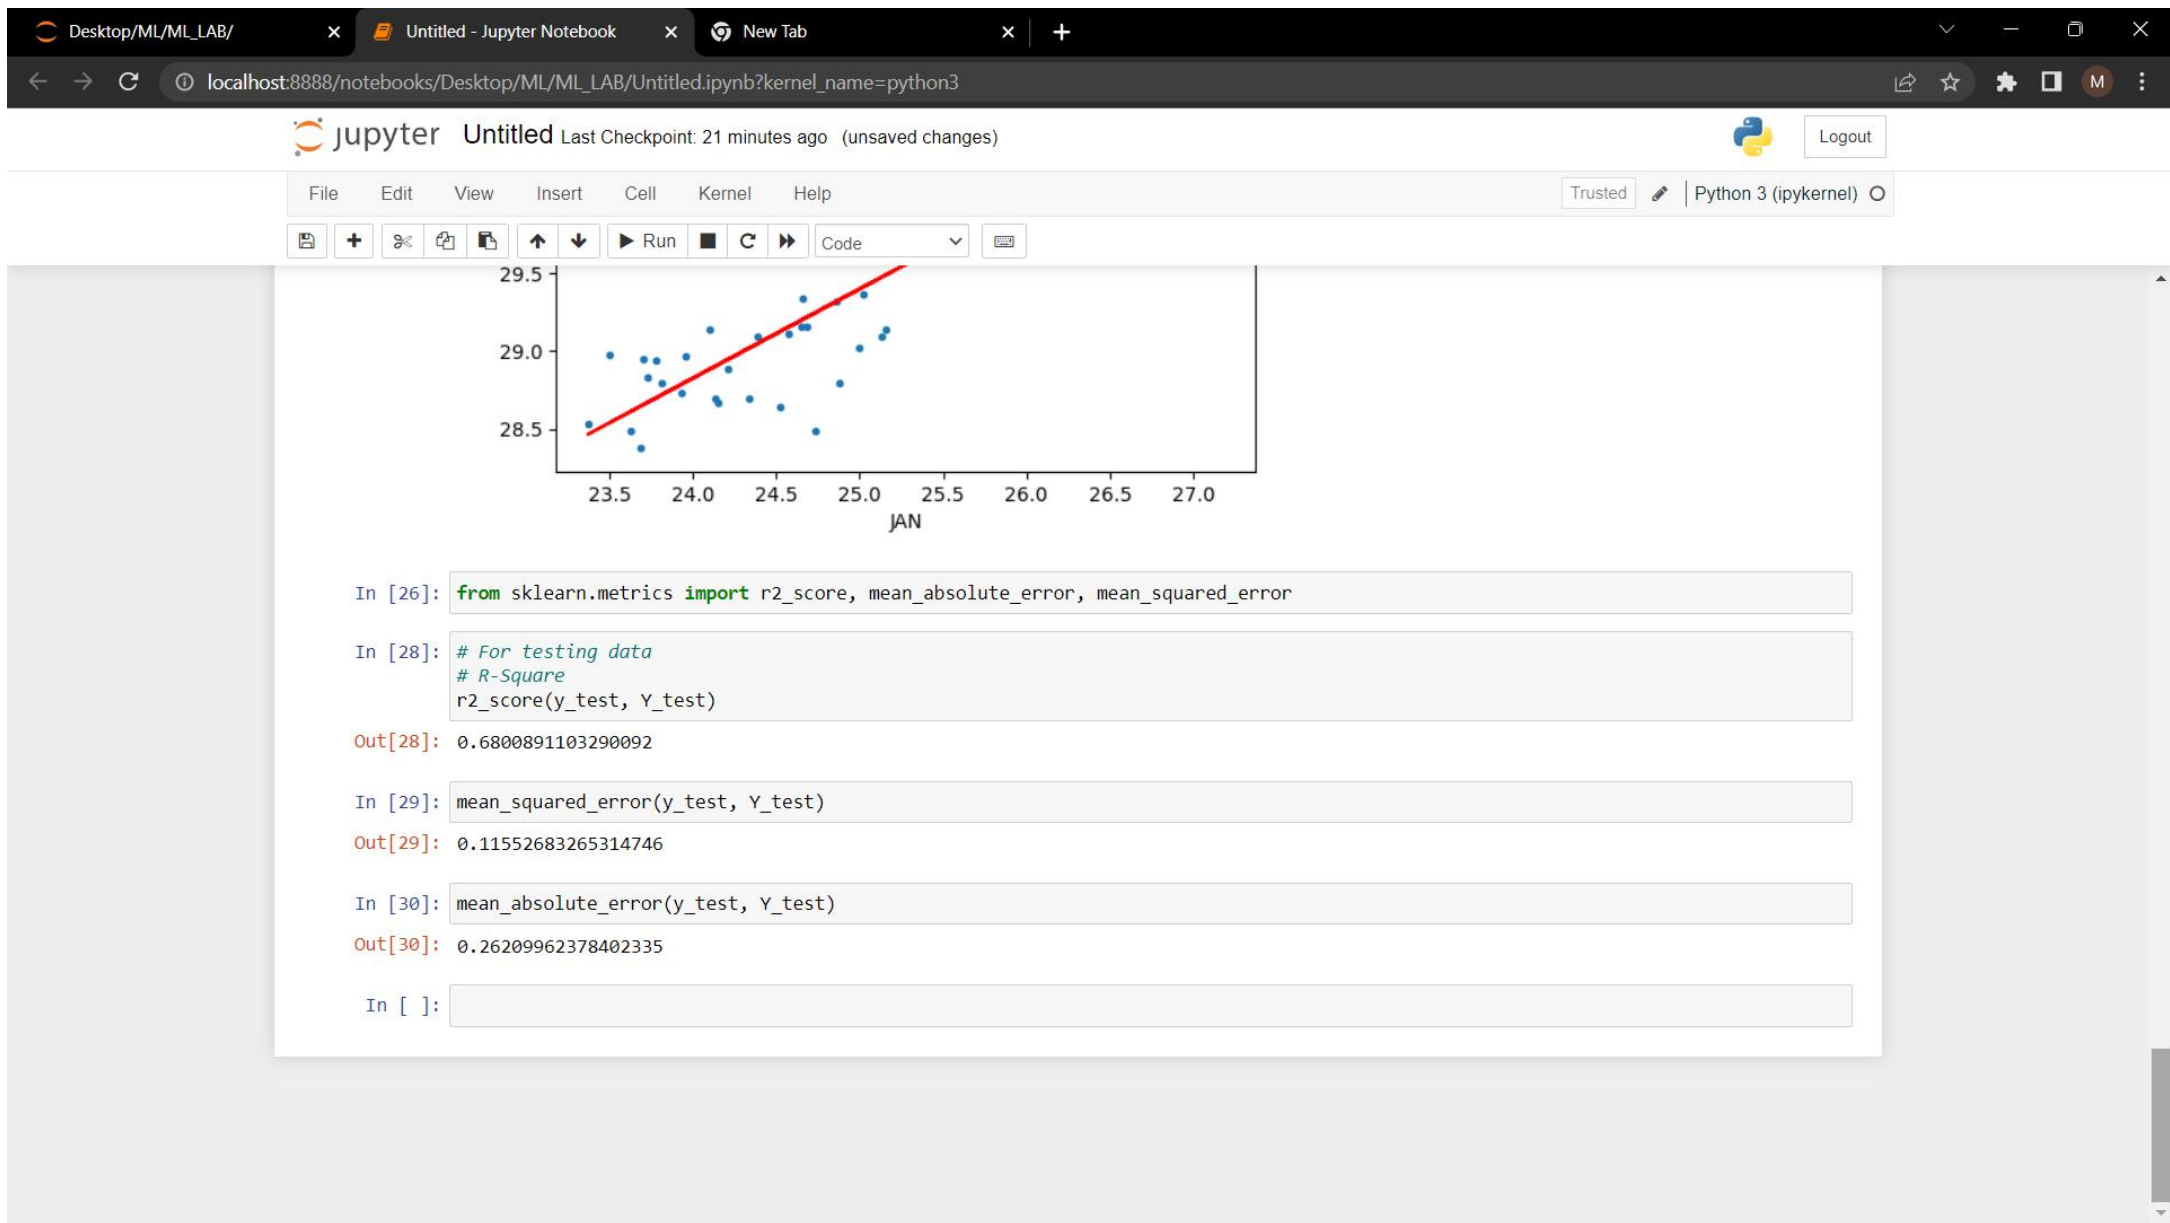 Desktop/ML/ML_LAB/
Untitled - Jupyter Notebook
New Tab
localhost:8888/notebooks/Desktop/ML/ML_LAB/Untitled.ipynb?kernel_name=python3
M
jupyter Untitled Last Checkpoint: 21 minutes ago (unsaved changes)
Logout
File Edit View Insert Cell Kernel Help
Trusted
Python 3 (ipykernel)
Run
Code
29.5
29.0
28.5
23.5 24.0 24.5 25.0 25.5 26.0 26.5 27.0
JAN
In [26]: from sklearn.metrics import r2_score, mean_absolute_error, mean_squared_error
In [28]: # For testing data
# R-Square
r2_score(y_test, Y_test)
Out[28]: 0.6800891103290092
In [29]: mean_squared_error(y_test, Y_test)
Out[29]: 0.11552683265314746
In [30]: mean_absolute_error(y_test, Y_test)
Out[30]: 0.26209962378402335
In [ ]: